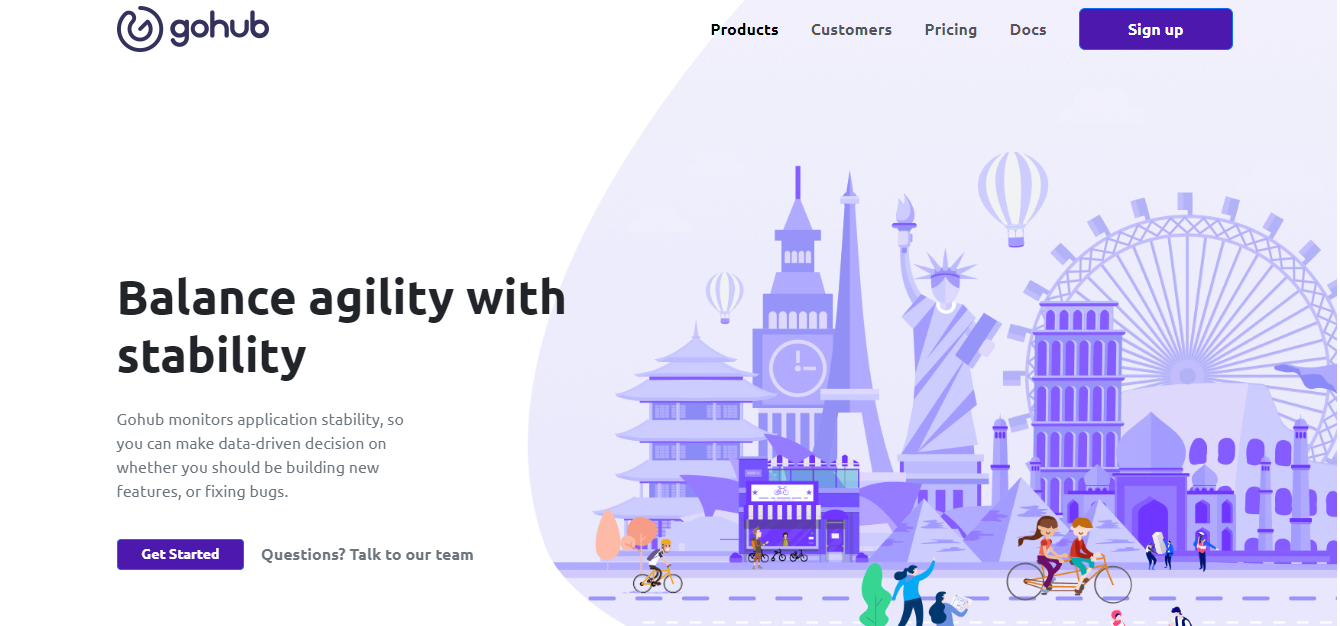 gohub
Products Customers Pricing Docs Sign up
Balance agility with
stability
Gohub monitors application stability, so
you can make data-driven decision on
whether you should be building new
features, or fixing bugs.
Get Started Questions? Talk to our team